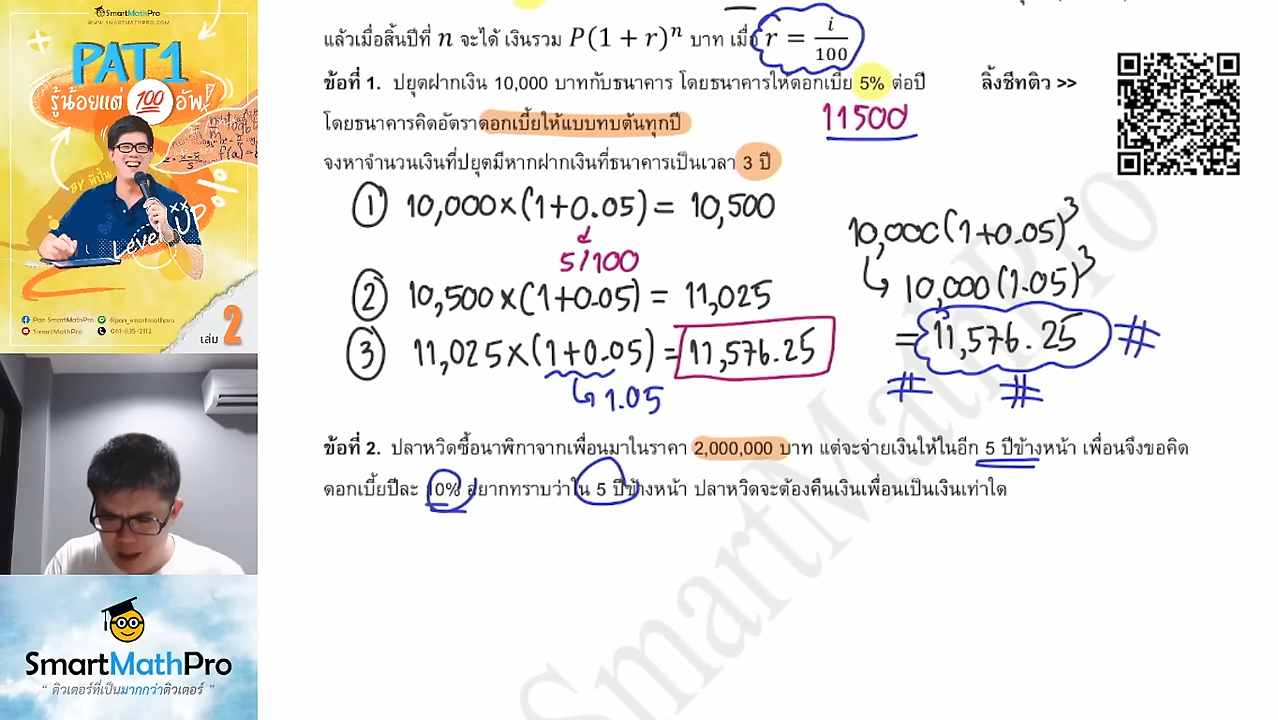 SmartMathPro
WWW.SMARTMATHPRO.COM
PAT 1
รู้น้อยแต่ 100 อัพ!
BY พี่ปั้น
Level UP
Pan SmartMathPro
@pan_smartmathpro
SmartMathPro
061-835-2112
เล่ม 2
SmartMathPro
“ ติวเตอร์ที่เป็นมากกว่าติวเตอร์ ”
แล้วเมื่อสิ้นปีที่ n จะได้ เงินรวม P(1 + r)ⁿ บาท เมื่อ r = i/100
ข้อที่ 1. ปยุตฝากเงิน 10,000 บาทกับธนาคาร โดยธนาคารให้ดอกเบี้ย 5% ต่อปี
ลิ้งชีทติว >>
11500
โดยธนาคารคิดอัตราดอกเบี้ยให้แบบทบต้นทุกปี
จงหาจำนวนเงินที่ปยุตมีหากฝากเงินที่ธนาคารเป็นเวลา 3 ปี
① 10,000×(1+0.05) = 10,500
5/100
② 10,500×(1+0.05) = 11,025
③ 11,025×(1+0.05) = 11,576.25
1.05
10,000(1+0.05)³
↳ 10,000(1.05)³
= 11,576.25 #
# #
ข้อที่ 2. ปลาหวิดซื้อนาฬิกาจากเพื่อนมาในราคา 2,000,000 บาท แต่จะจ่ายเงินให้ในอีก 5 ปีข้างหน้า เพื่อนจึงขอคิด
ดอกเบี้ยปีละ 10% อยากทราบว่าใน 5 ปีข้างหน้า ปลาหวิดจะต้องคืนเงินเพื่อนเป็นเงินเท่าใด
SmartMathPro